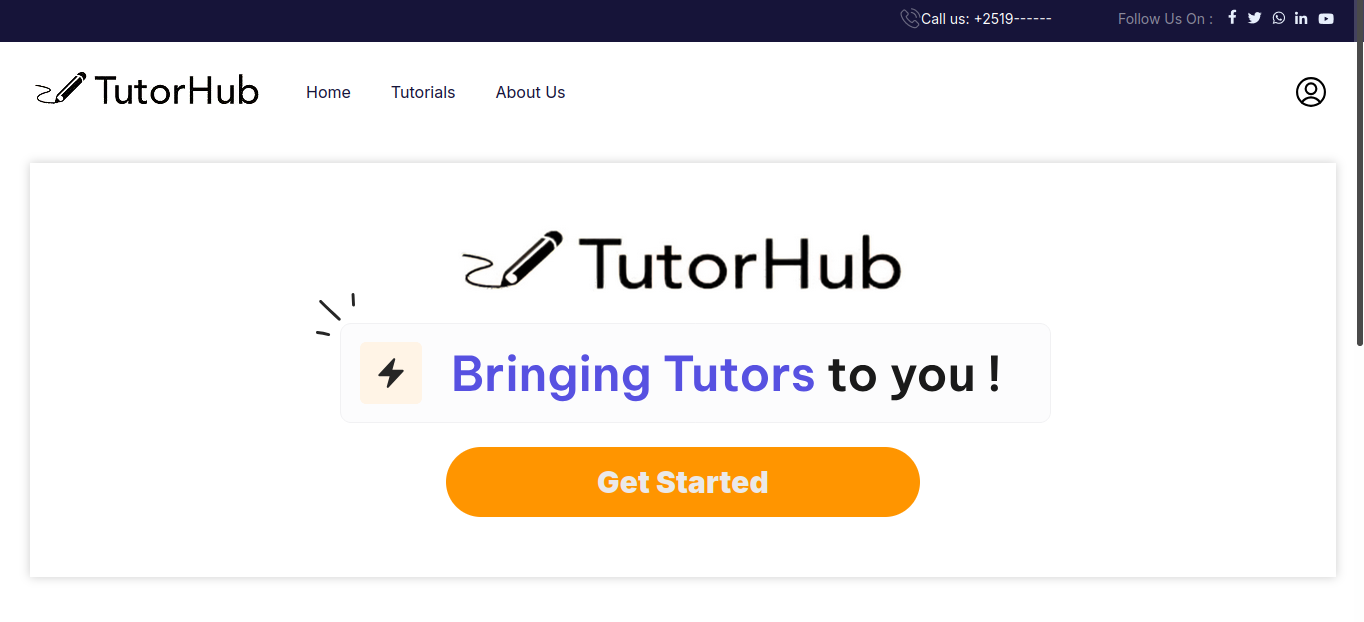 Call us: +2519------ Follow Us On :
TutorHub Home Tutorials About Us
TutorHub
Bringing Tutors to you !
Get Started